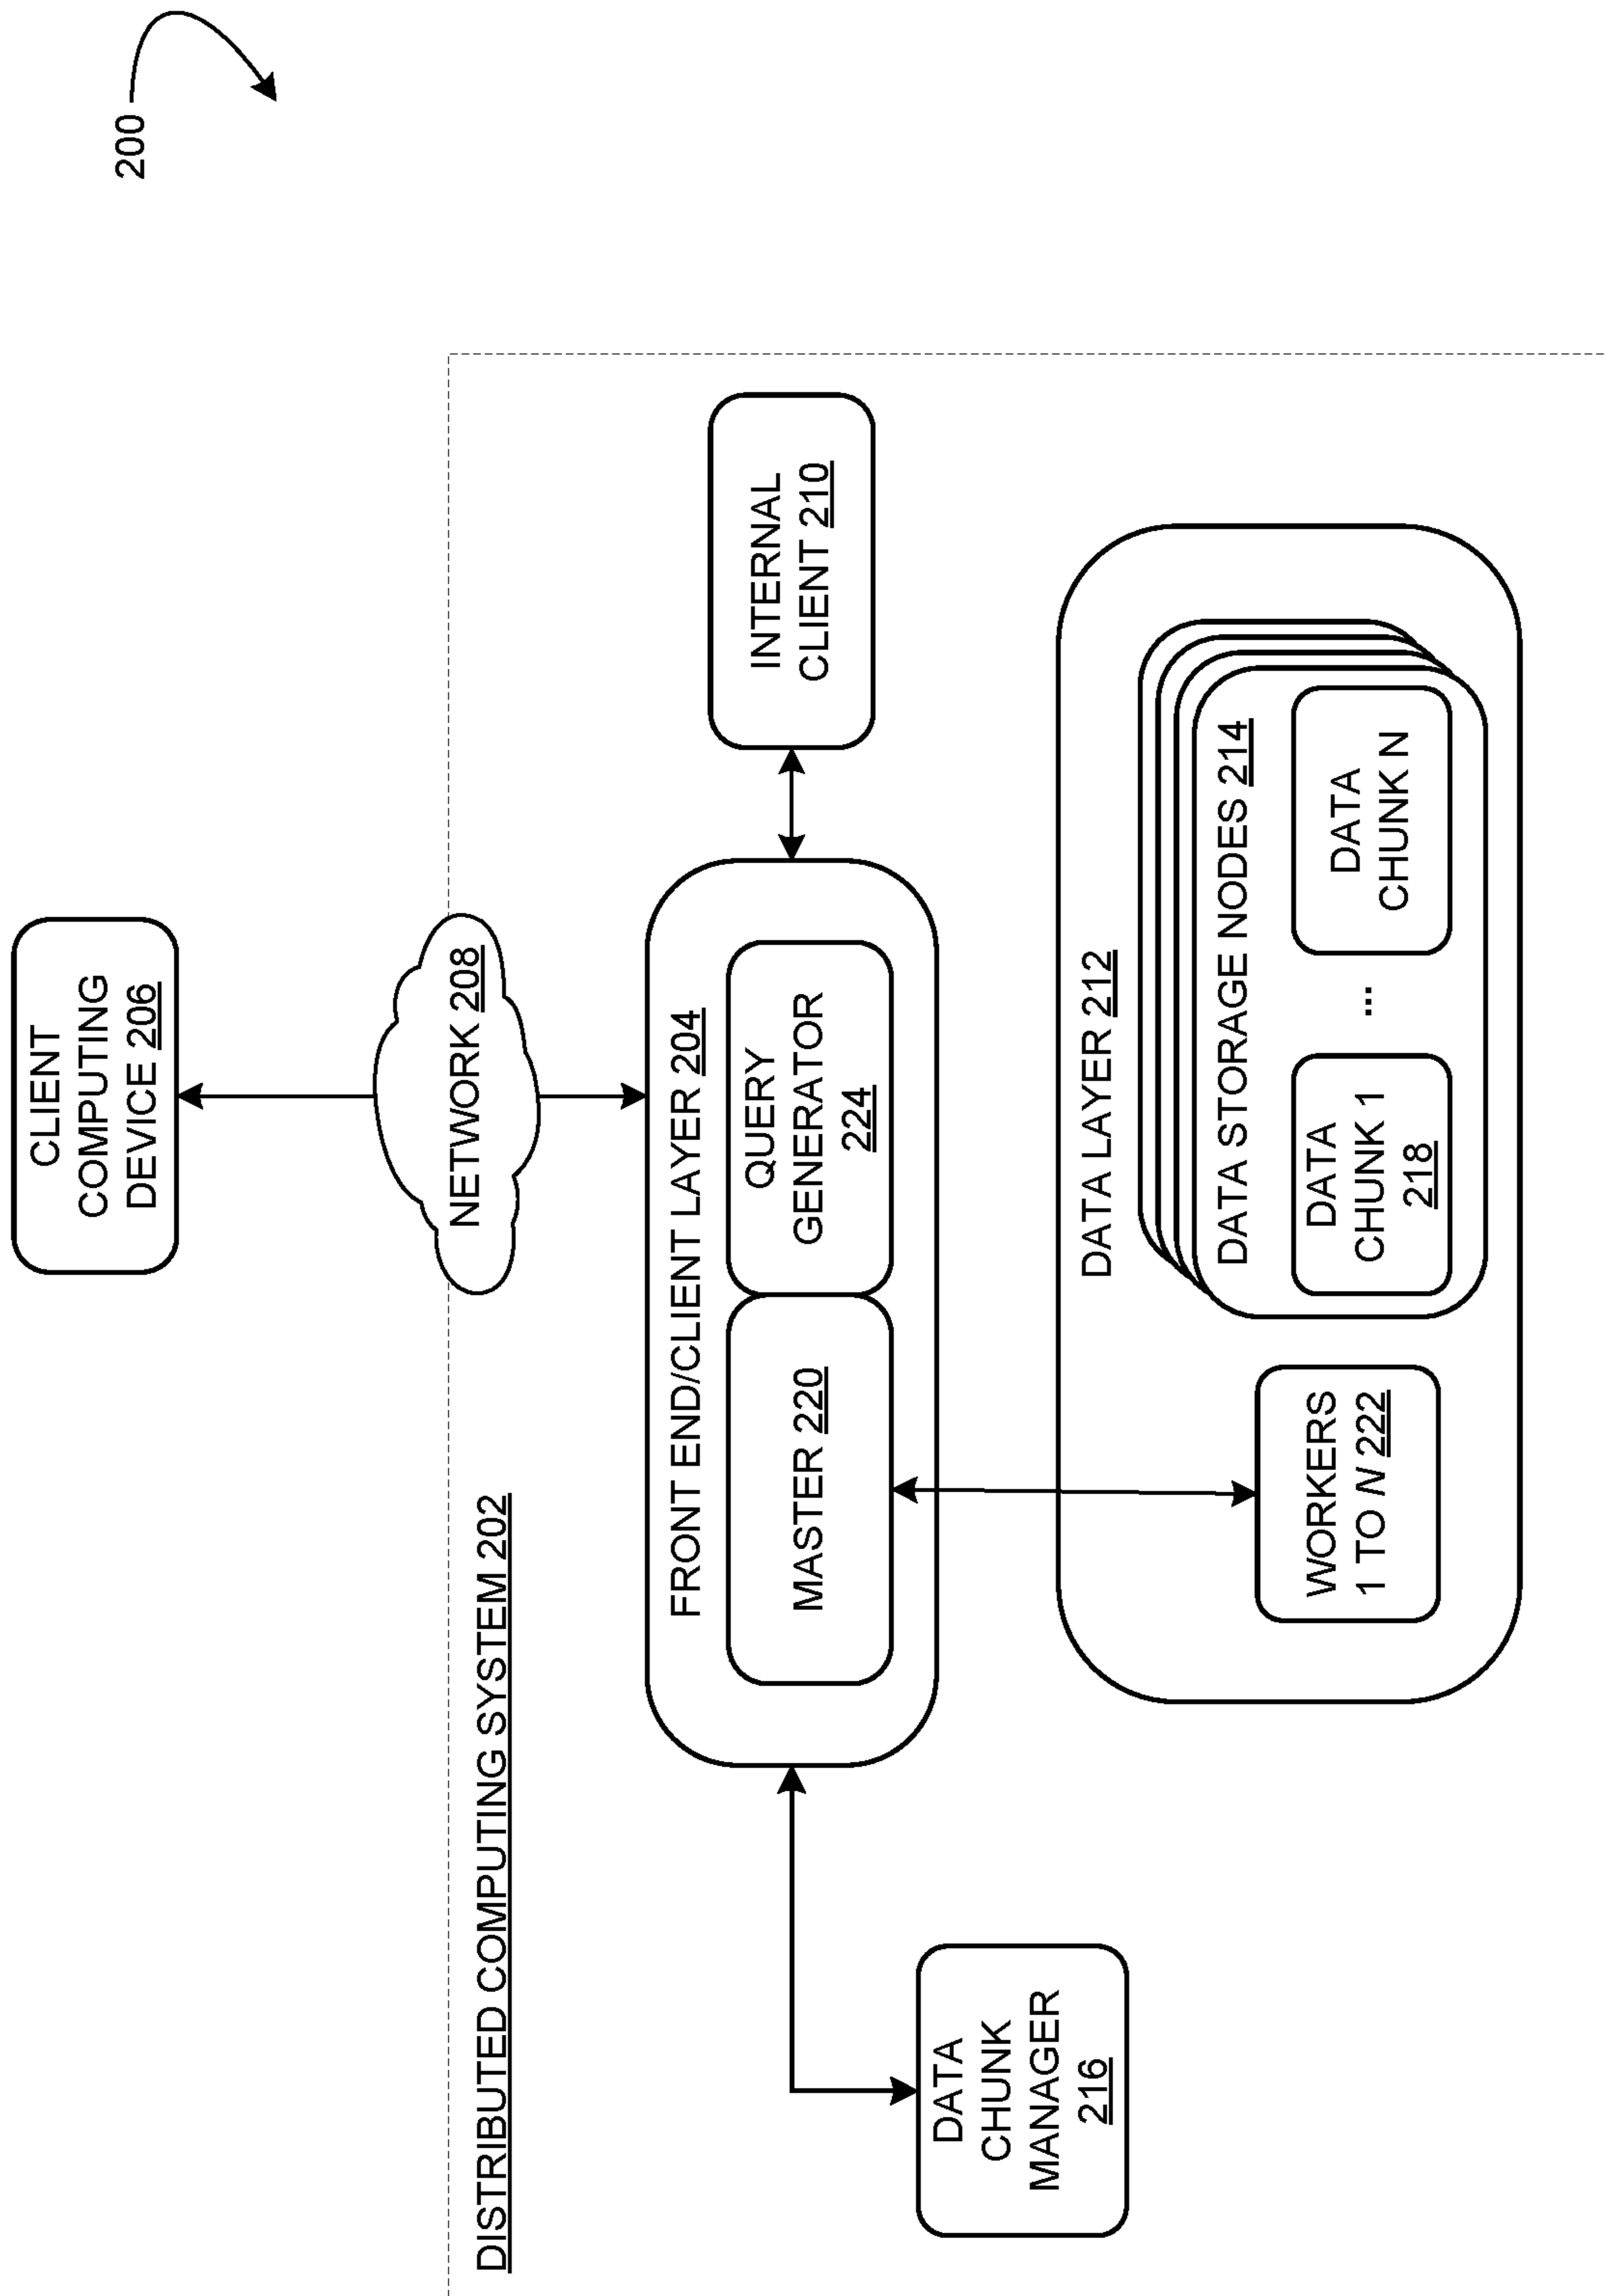 200
CLIENT
COMPUTING
DEVICE 206
NETWORK 208
DISTRIBUTED COMPUTING SYSTEM 202
FRONT END/CLIENT LAYER 204
MASTER 220
QUERY
GENERATOR
224
INTERNAL
CLIENT 210
DATA
CHUNK
MANAGER
216
DATA LAYER 212
WORKERS
1 TO N 222
DATA STORAGE NODES 214
DATA
CHUNK 1
218
...
DATA
CHUNK N